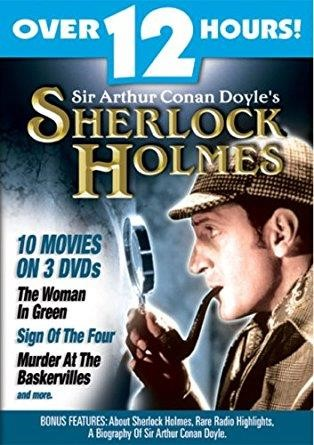 OVER 12 HOURS!
Sir Arthur Conan Doyle's
SHERLOCK
HOLMES
10 MOVIES
ON 3 DVDs
The Woman
In Green
Sign Of The Four
Murder At The
Baskervilles
and more.
BONUS FEATURES: About Sherlock Holmes, Rare Radio Highlights,
A Biography Of Sir Arthur Conan Doyle.